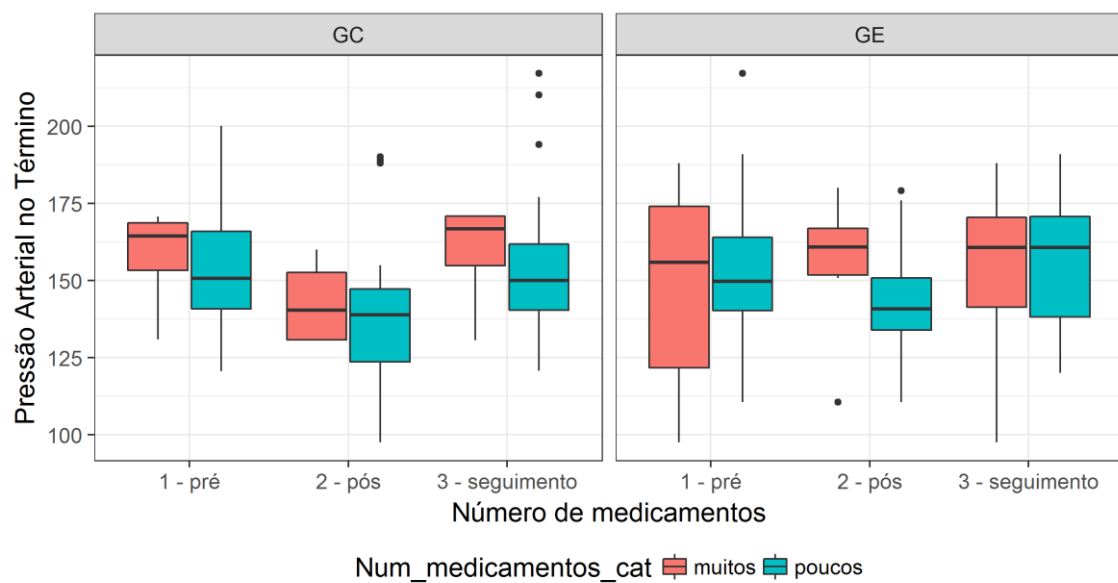 GC
GE
Pressão Arterial no Término
200
175
150
125
100
1 - pré
2 - pós
3 - seguimento
1 - pré
2 - pós
3 - seguimento
Número de medicamentos
Num_medicamentos_cat muitos poucos